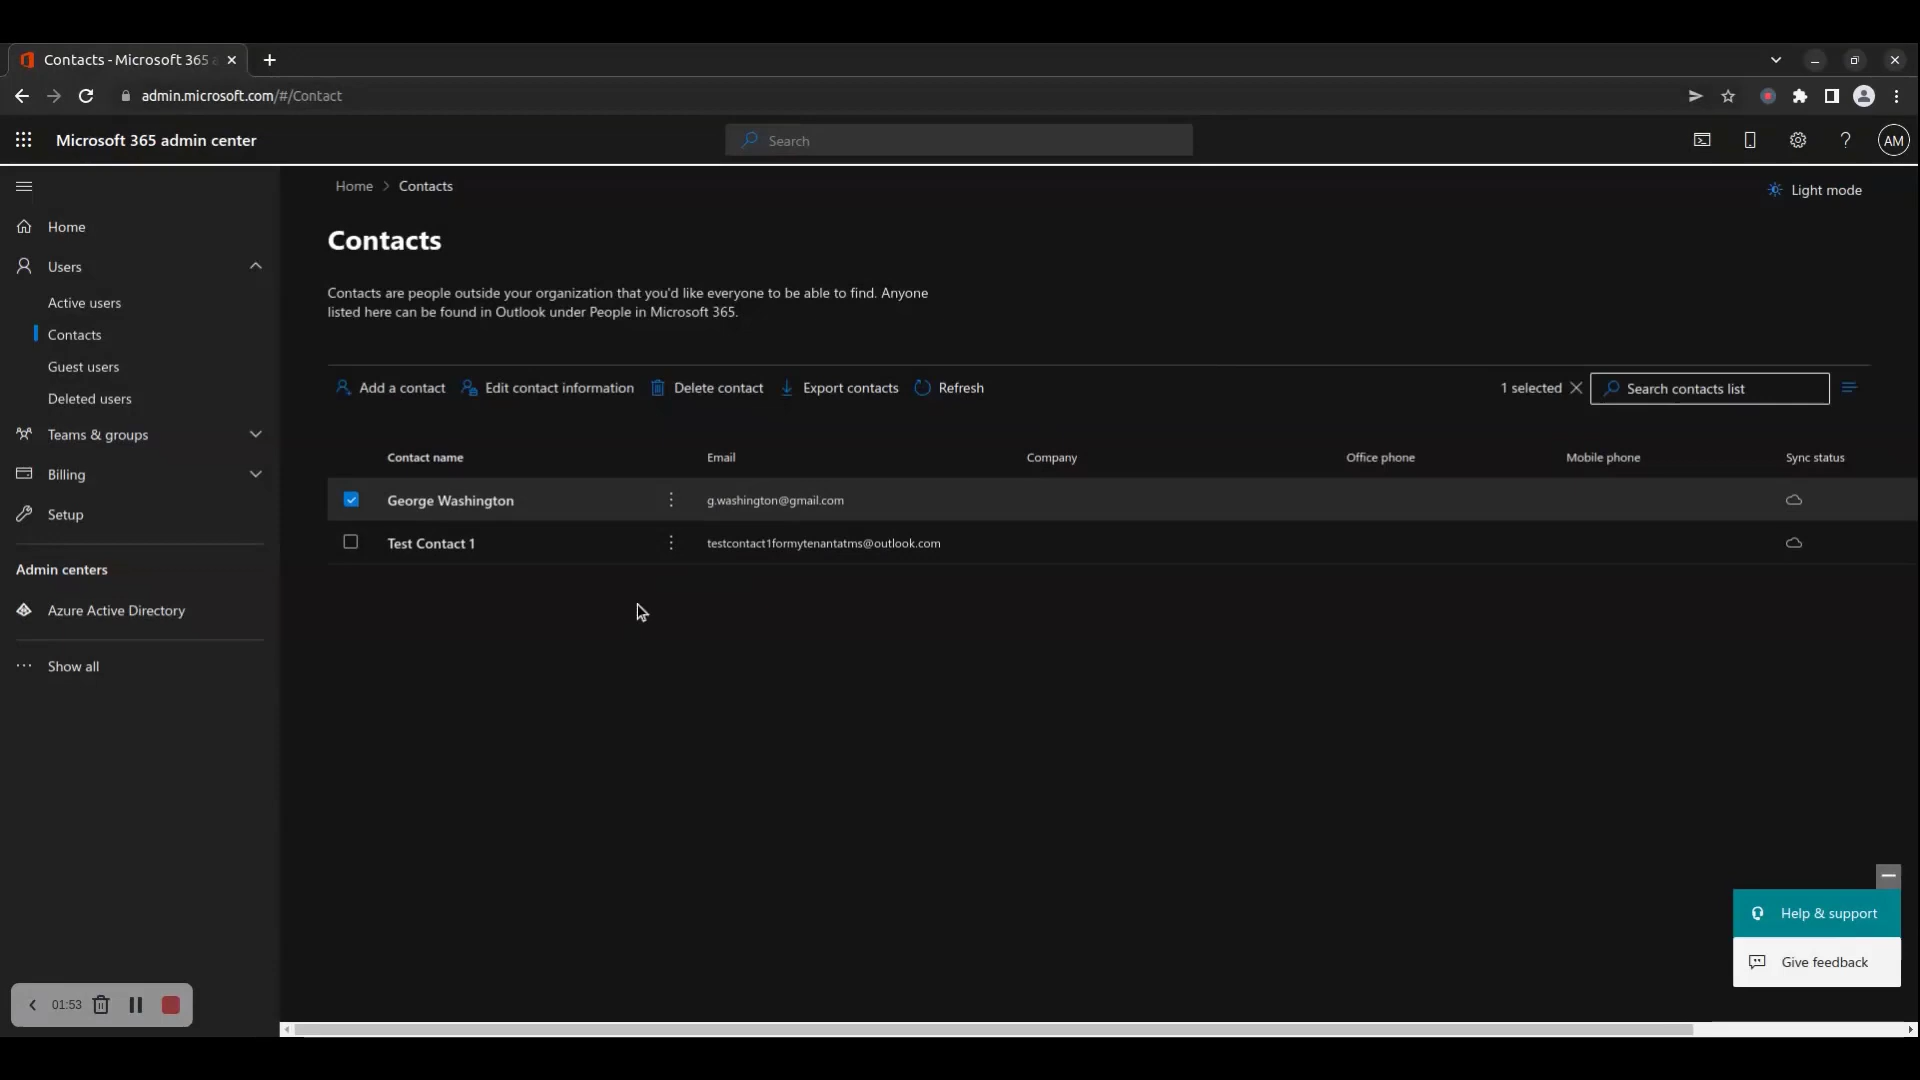 Contacts - Microsoft 365 a
admin.microsoft.com/#/Contact
Microsoft 365 admin center
Search
AM
Home
Users
Active users
Contacts
Guest users
Deleted users
Teams & groups
Billing
Setup
Admin centers
Azure Active Directory
Show all
Home > Contacts
Light mode
Contacts
Contacts are people outside your organization that you'd like everyone to be able to find. Anyone
listed here can be found in Outlook under People in Microsoft 365.
Add a contact Edit contact information Delete contact Export contacts Refresh
1 selected Search contacts list
Contact name Email Company Office phone Mobile phone Sync status
George Washington g.washington@gmail.com
Test Contact 1 testcontact1formytenantatms@outlook.com
Help & support
Give feedback
01:53